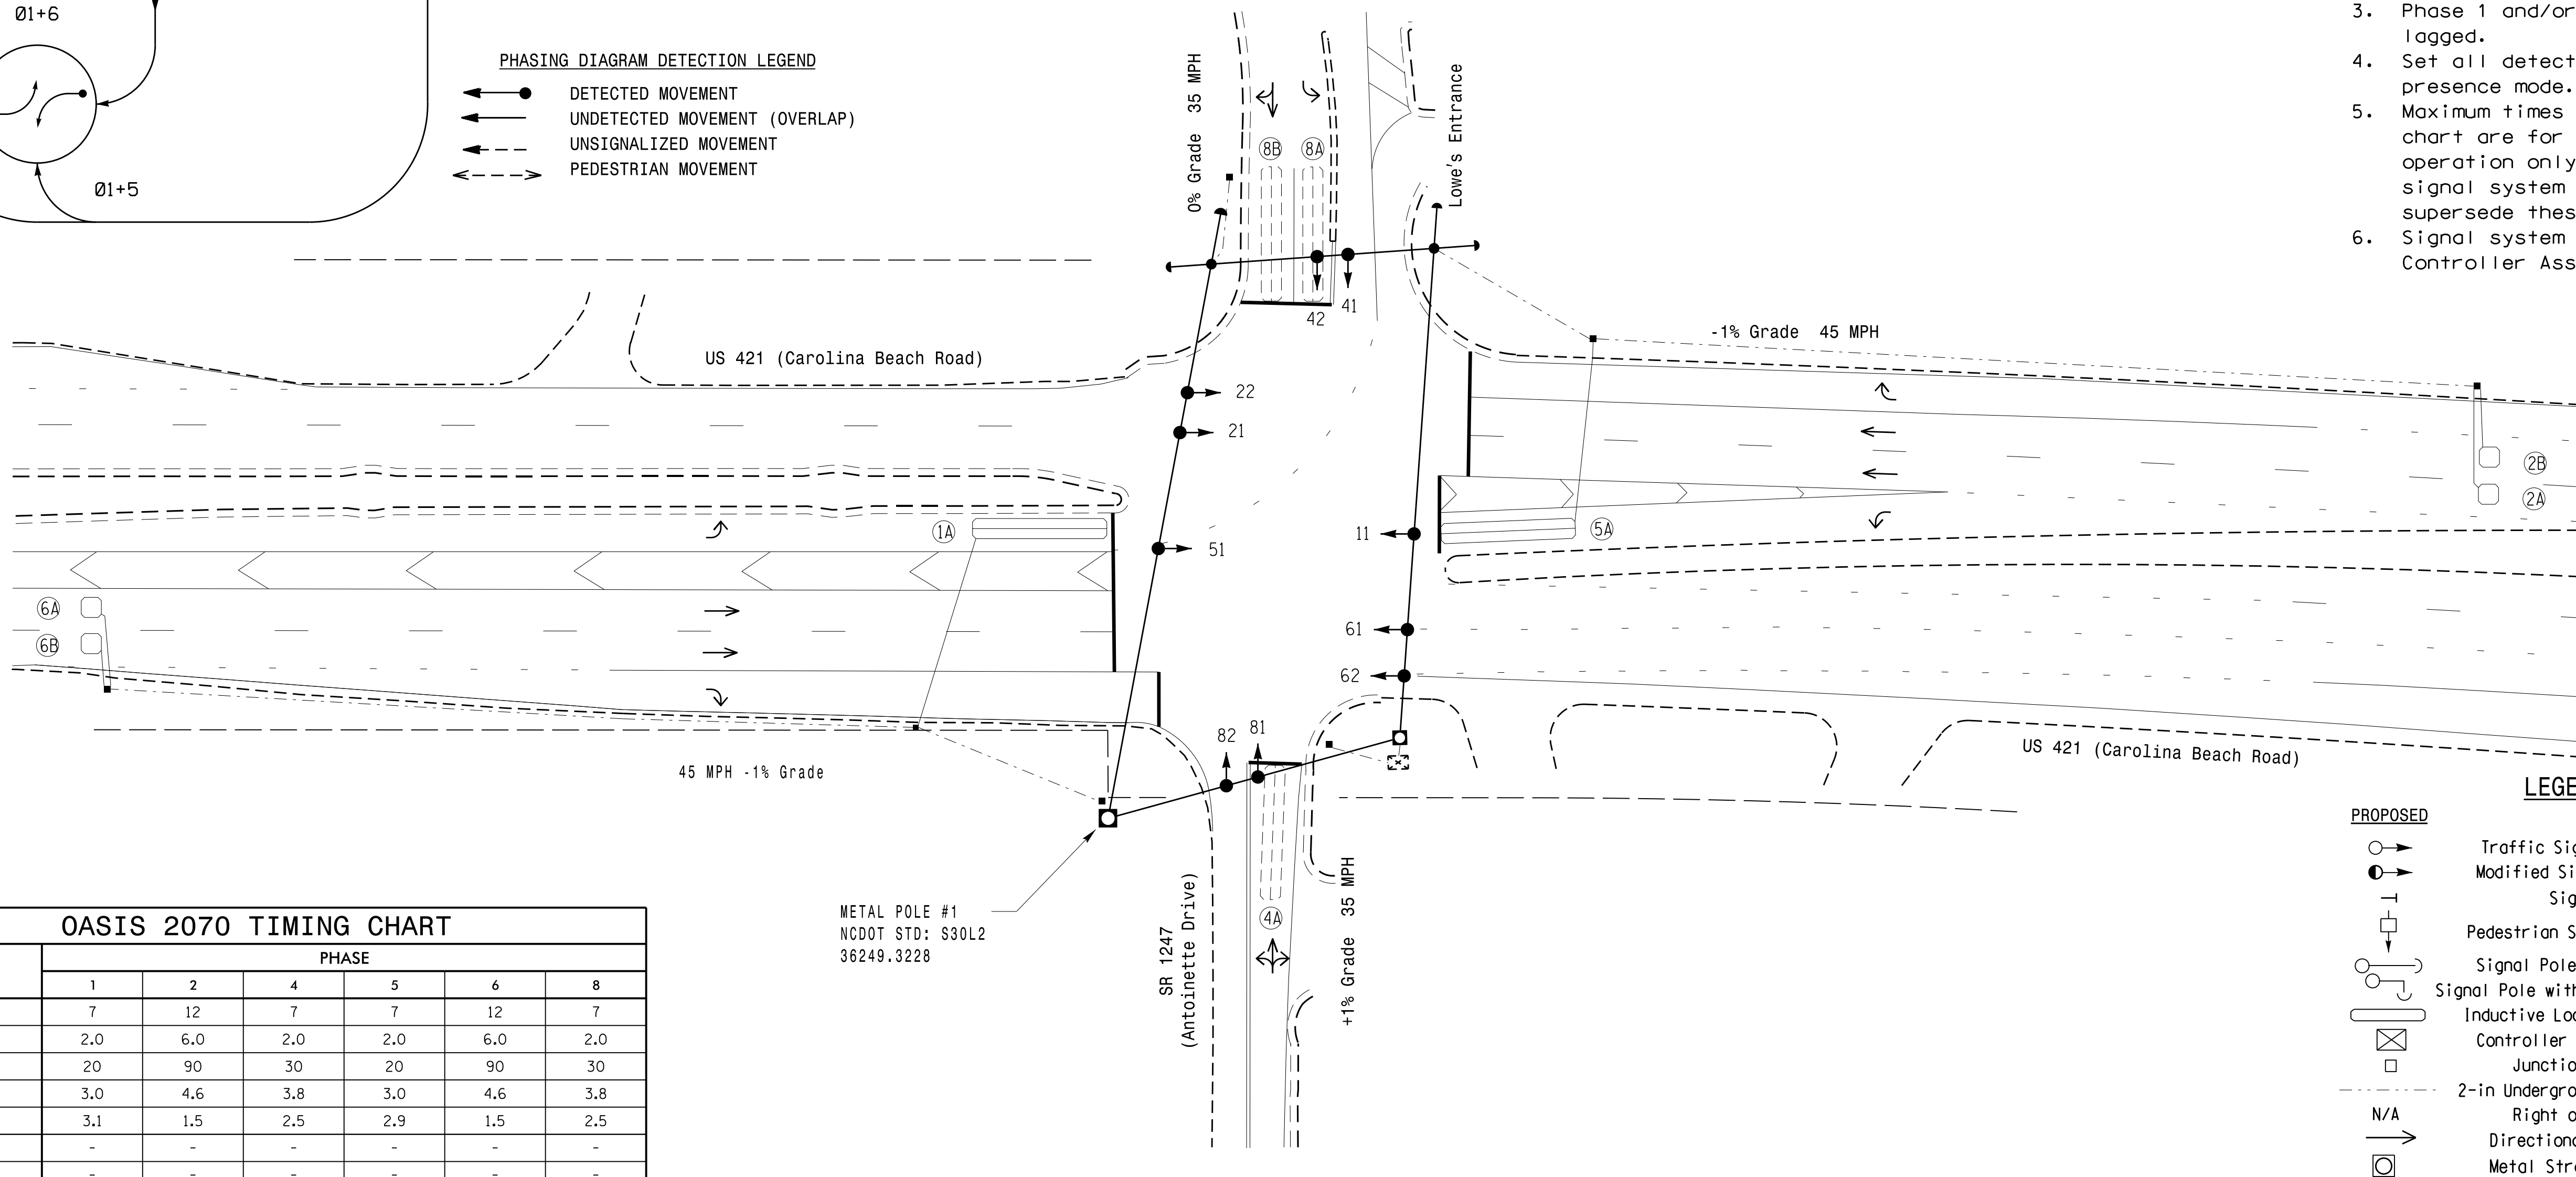 Ø1+6
Ø1+5
PHASING DIAGRAM DETECTION LEGEND
DETECTED MOVEMENT
UNDETECTED MOVEMENT (OVERLAP)
UNSIGNALIZED MOVEMENT
PEDESTRIAN MOVEMENT
3. Phase 1 and/or
lagged.
4. Set all detect
presence mode.
5. Maximum times
chart are for
operation only
signal system
supersede thes
6. Signal system
Controller Ass
0% Grade 35 MPH
Lowe's Entrance
8B
8A
41
42
-1% Grade 45 MPH
US 421 (Carolina Beach Road)
22
21
51
11
61
62
1A
5A
2B
2A
6A
6B
82
81
45 MPH -1% Grade
US 421 (Carolina Beach Road)
4A
SR 1247
(Antoinette Drive)
+1% Grade 35 MPH
METAL POLE #1
NCDOT STD: S30L2
36249.3228
OASIS 2070 TIMING CHART
PHASE
1 2 4 5 6 8
7 12 7 7 12 7
2.0 6.0 2.0 2.0 6.0 2.0
20 90 30 20 90 30
3.0 4.6 3.8 3.0 4.6 3.8
3.1 1.5 2.5 2.9 1.5 2.5
- - - - - -
- - - - - -
LEGE
PROPOSED
Traffic Sig
Modified Si
Sig
Pedestrian S
Signal Pole
Signal Pole with
Inductive Loo
Controller
Junctio
2-in Undergro
N/A Right o
Directiona
Metal Stra